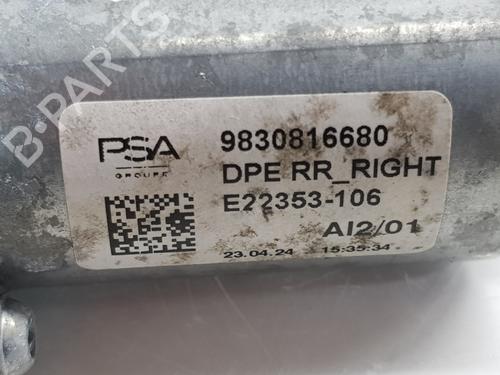 B-PARTS
PSA
GROUPE
9830816680
DPE RR_RIGHT
E22353-106
AI2/01
23.04.24 15:35:34